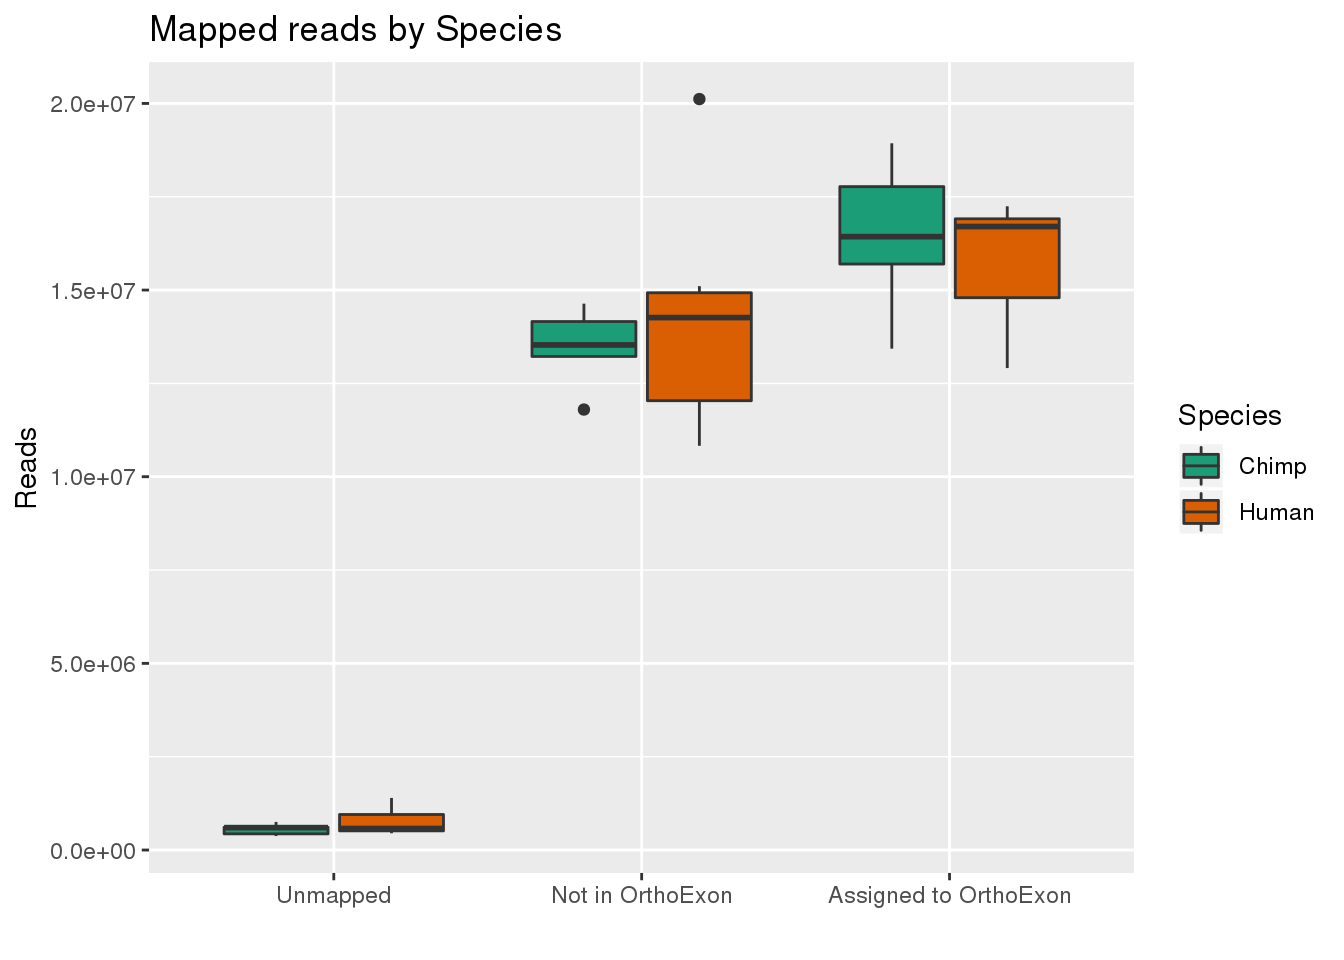 Mapped reads by Species
Reads
2.0e+07
1.5e+07
1.0e+07
5.0e+06
0.0e+00
Unmapped
Not in OrthoExon
Assigned to OrthoExon
Species
Chimp
Human